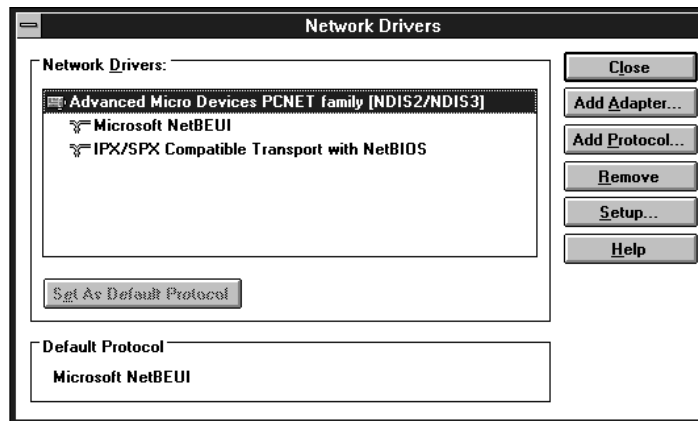 Network Drivers
Network Drivers:
Advanced Micro Devices PCNET family [NDIS2/NDIS3]
Microsoft NetBEUI
IPX/SPX Compatible Transport with NetBIOS
Set As Default Protocol
Default Protocol
Microsoft NetBEUI
Close
Add Adapter...
Add Protocol...
Remove
Setup...
Help